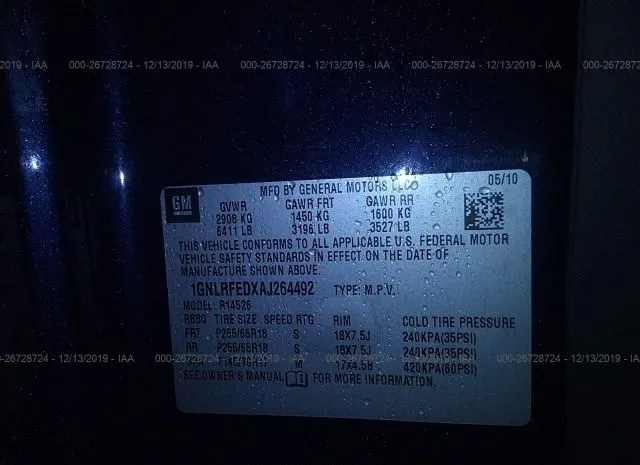 000-26728724 - 12/13/2019 - IAA
MFD BY GENERAL MOTORS LLC
05/10
GM
GVWR GAWR FRT GAWR RR
2908 KG 1450 KG 1600 KG
6411 LB 3196 LB 3527 LB
THIS VEHICLE CONFORMS TO ALL APPLICABLE U.S. FEDERAL MOTOR
VEHICLE SAFETY STANDARDS IN EFFECT ON THE DATE OF
MANUFACTURE SHOWN ABOVE.
1GNLRFEDXAJ264492 TYPE: M.P.V.
MODEL: R14526
TIRE SIZE SPEED RTG RIM COLD TIRE PRESSURE
FRT - P255/65R18 S 18X7.5J 240KPA(35PSI)
RR - P255/65R18 S 18X7.5J 240KPA(35PSI)
M 17X4.5B 420KPA(60PSI)
SEE OWNER'S MANUAL FOR MORE INFORMATION.